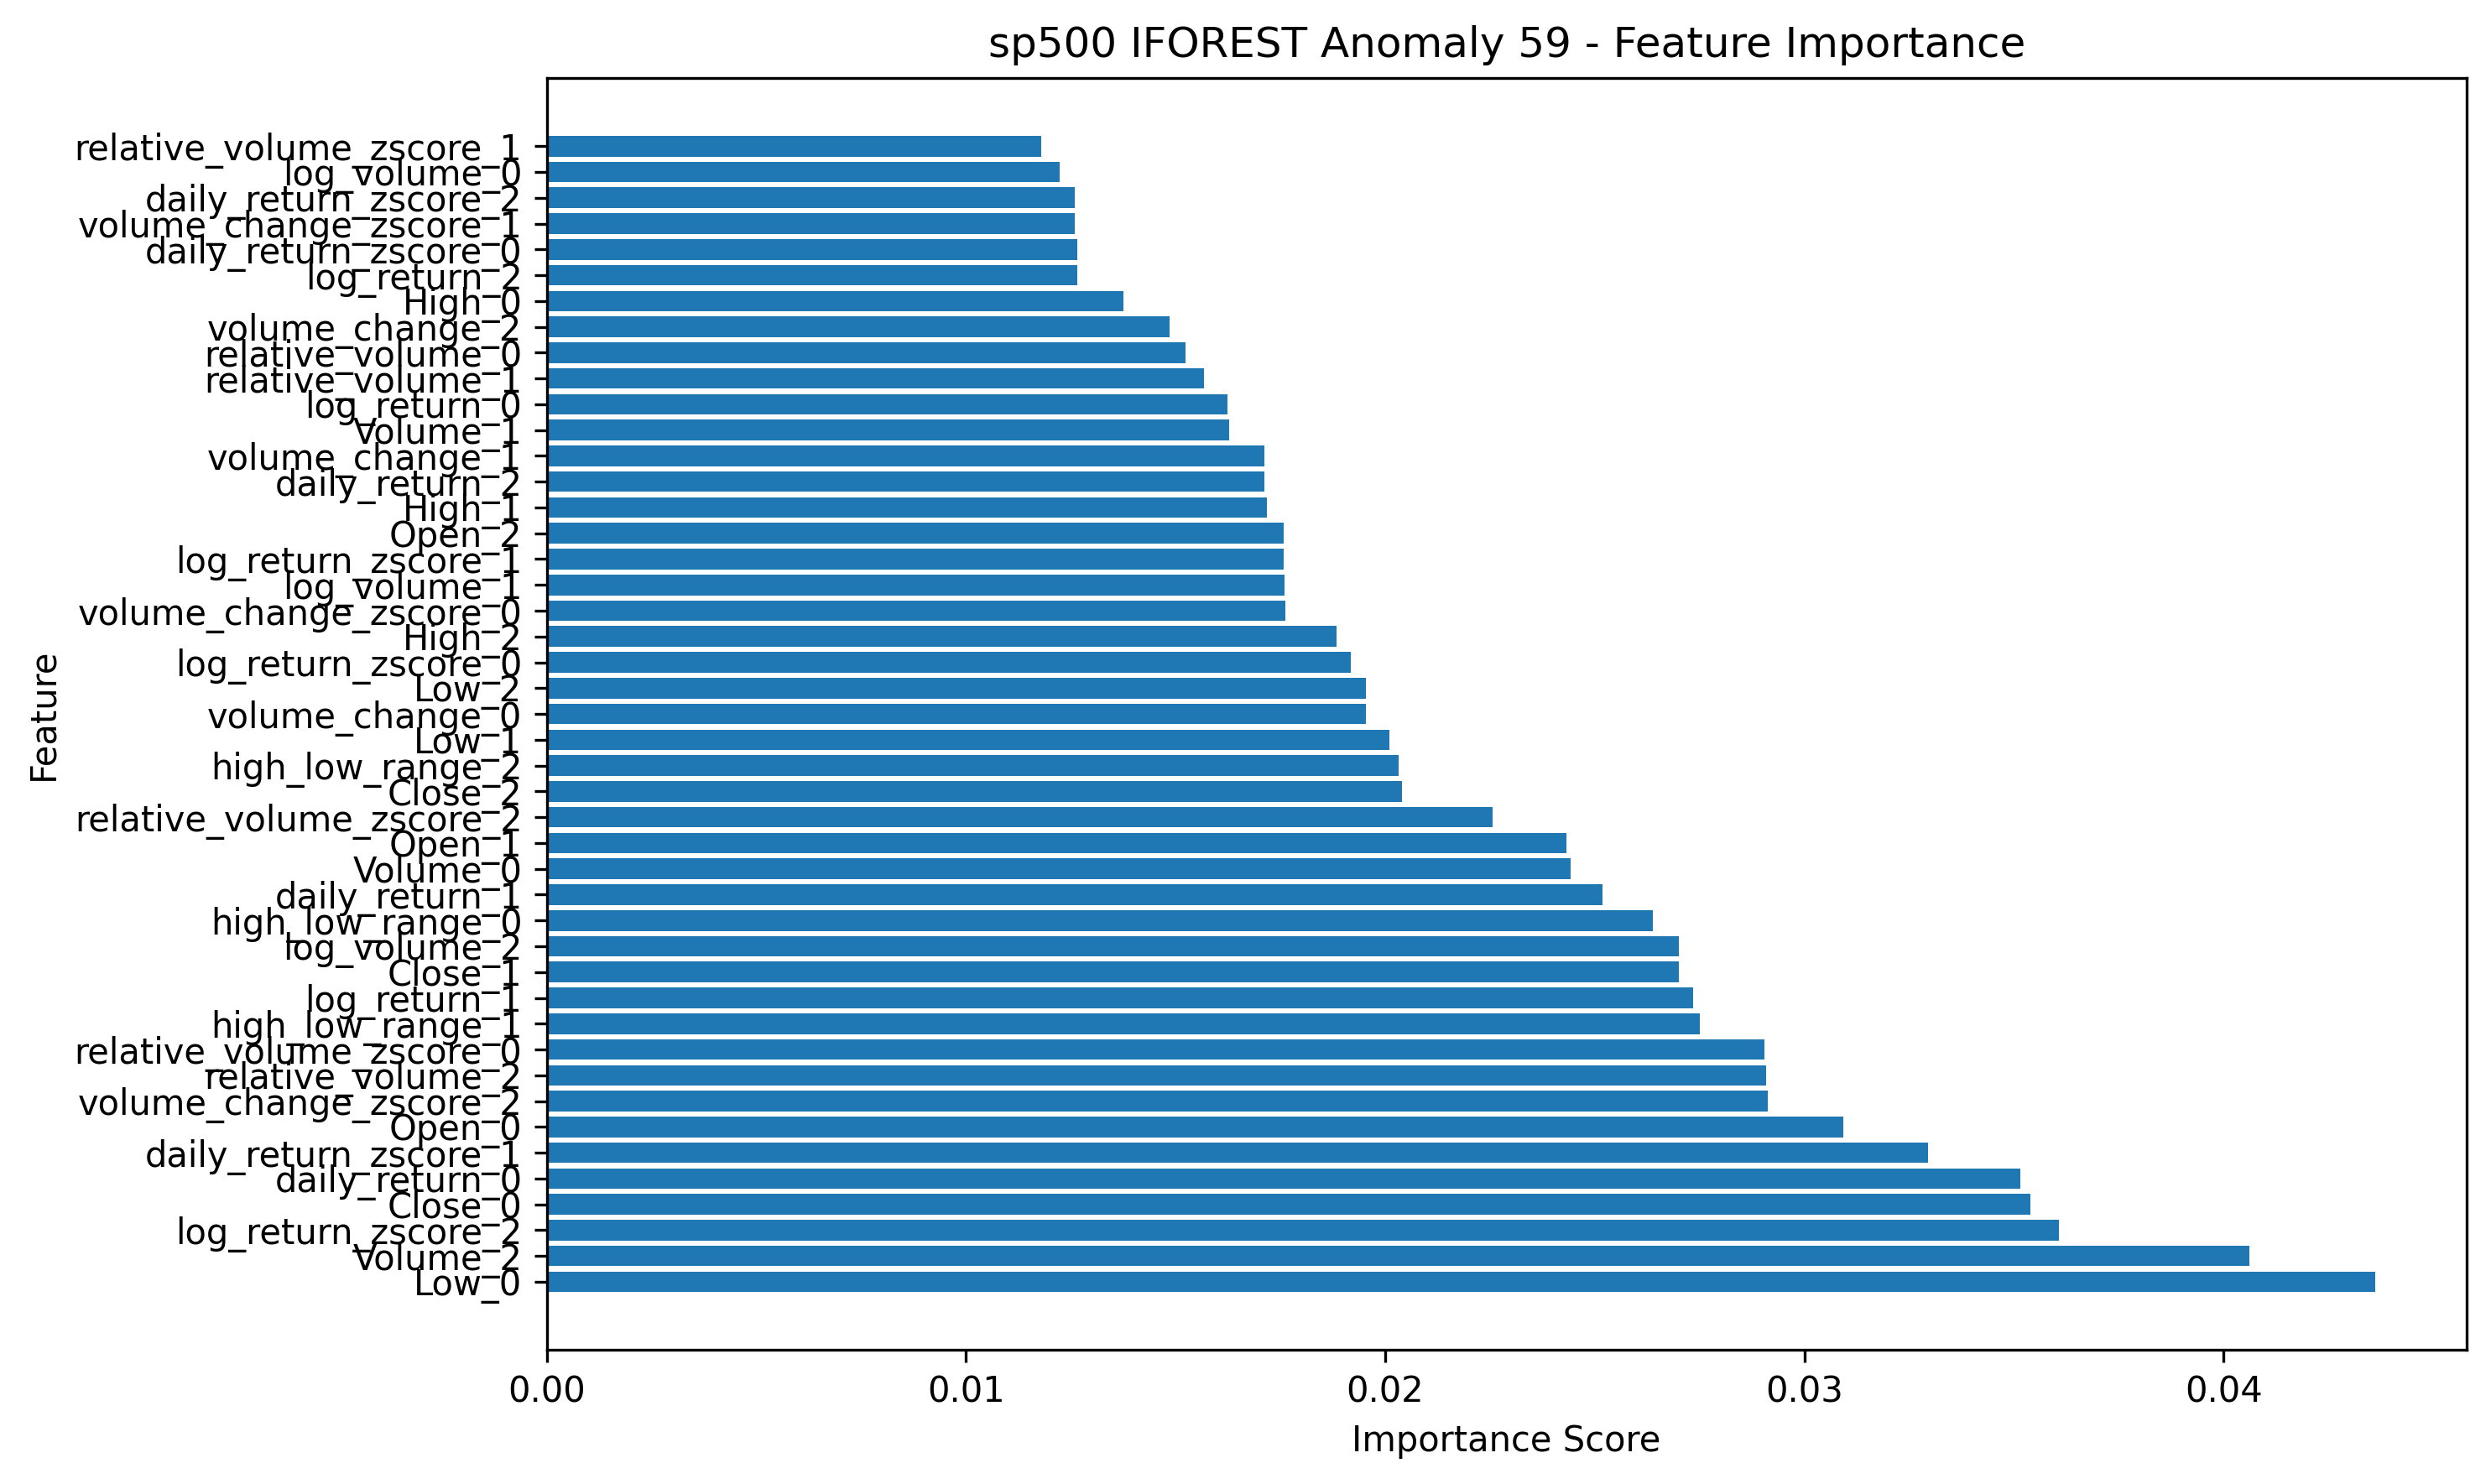 sp500 IFOREST Anomaly 59 - Feature Importance
relative_volume_zscore_1
log_volume_0
daily_return_zscore_2
volume_change_zscore_1
daily_return_zscore_0
log_return_2
High_0
volume_change_2
relative_volume_0
relative_volume_1
log_return_0
Volume_1
volume_change_1
daily_return_2
High_1
Open_2
log_return_zscore_1
log_volume_1
volume_change_zscore_0
High_2
log_return_zscore_0
Low_2
volume_change_0
Low_1
high_low_range_2
Close_2
relative_volume_zscore_2
Open_1
Volume_0
daily_return_1
high_low_range_0
log_volume_2
Close_1
log_return_1
high_low_range_1
relative_volume_zscore_0
relative_volume_2
volume_change_zscore_2
Open_0
daily_return_zscore_1
daily_return_0
Close_0
log_return_zscore_2
Volume_2
Low_0
Feature
0.00 0.01 0.02 0.03 0.04
Importance Score